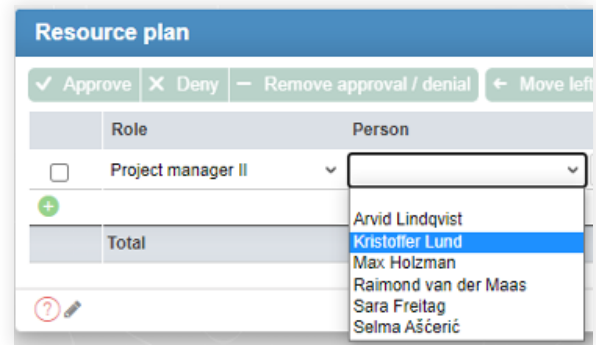 Resource plan
Approve Deny Remove approval / denial Move left
Role Person
Project manager II
Arvid Lindqvist
Kristoffer Lund
Max Holzman
Raimond van der Maas
Sara Freitag
Selma Ašćerić
Total